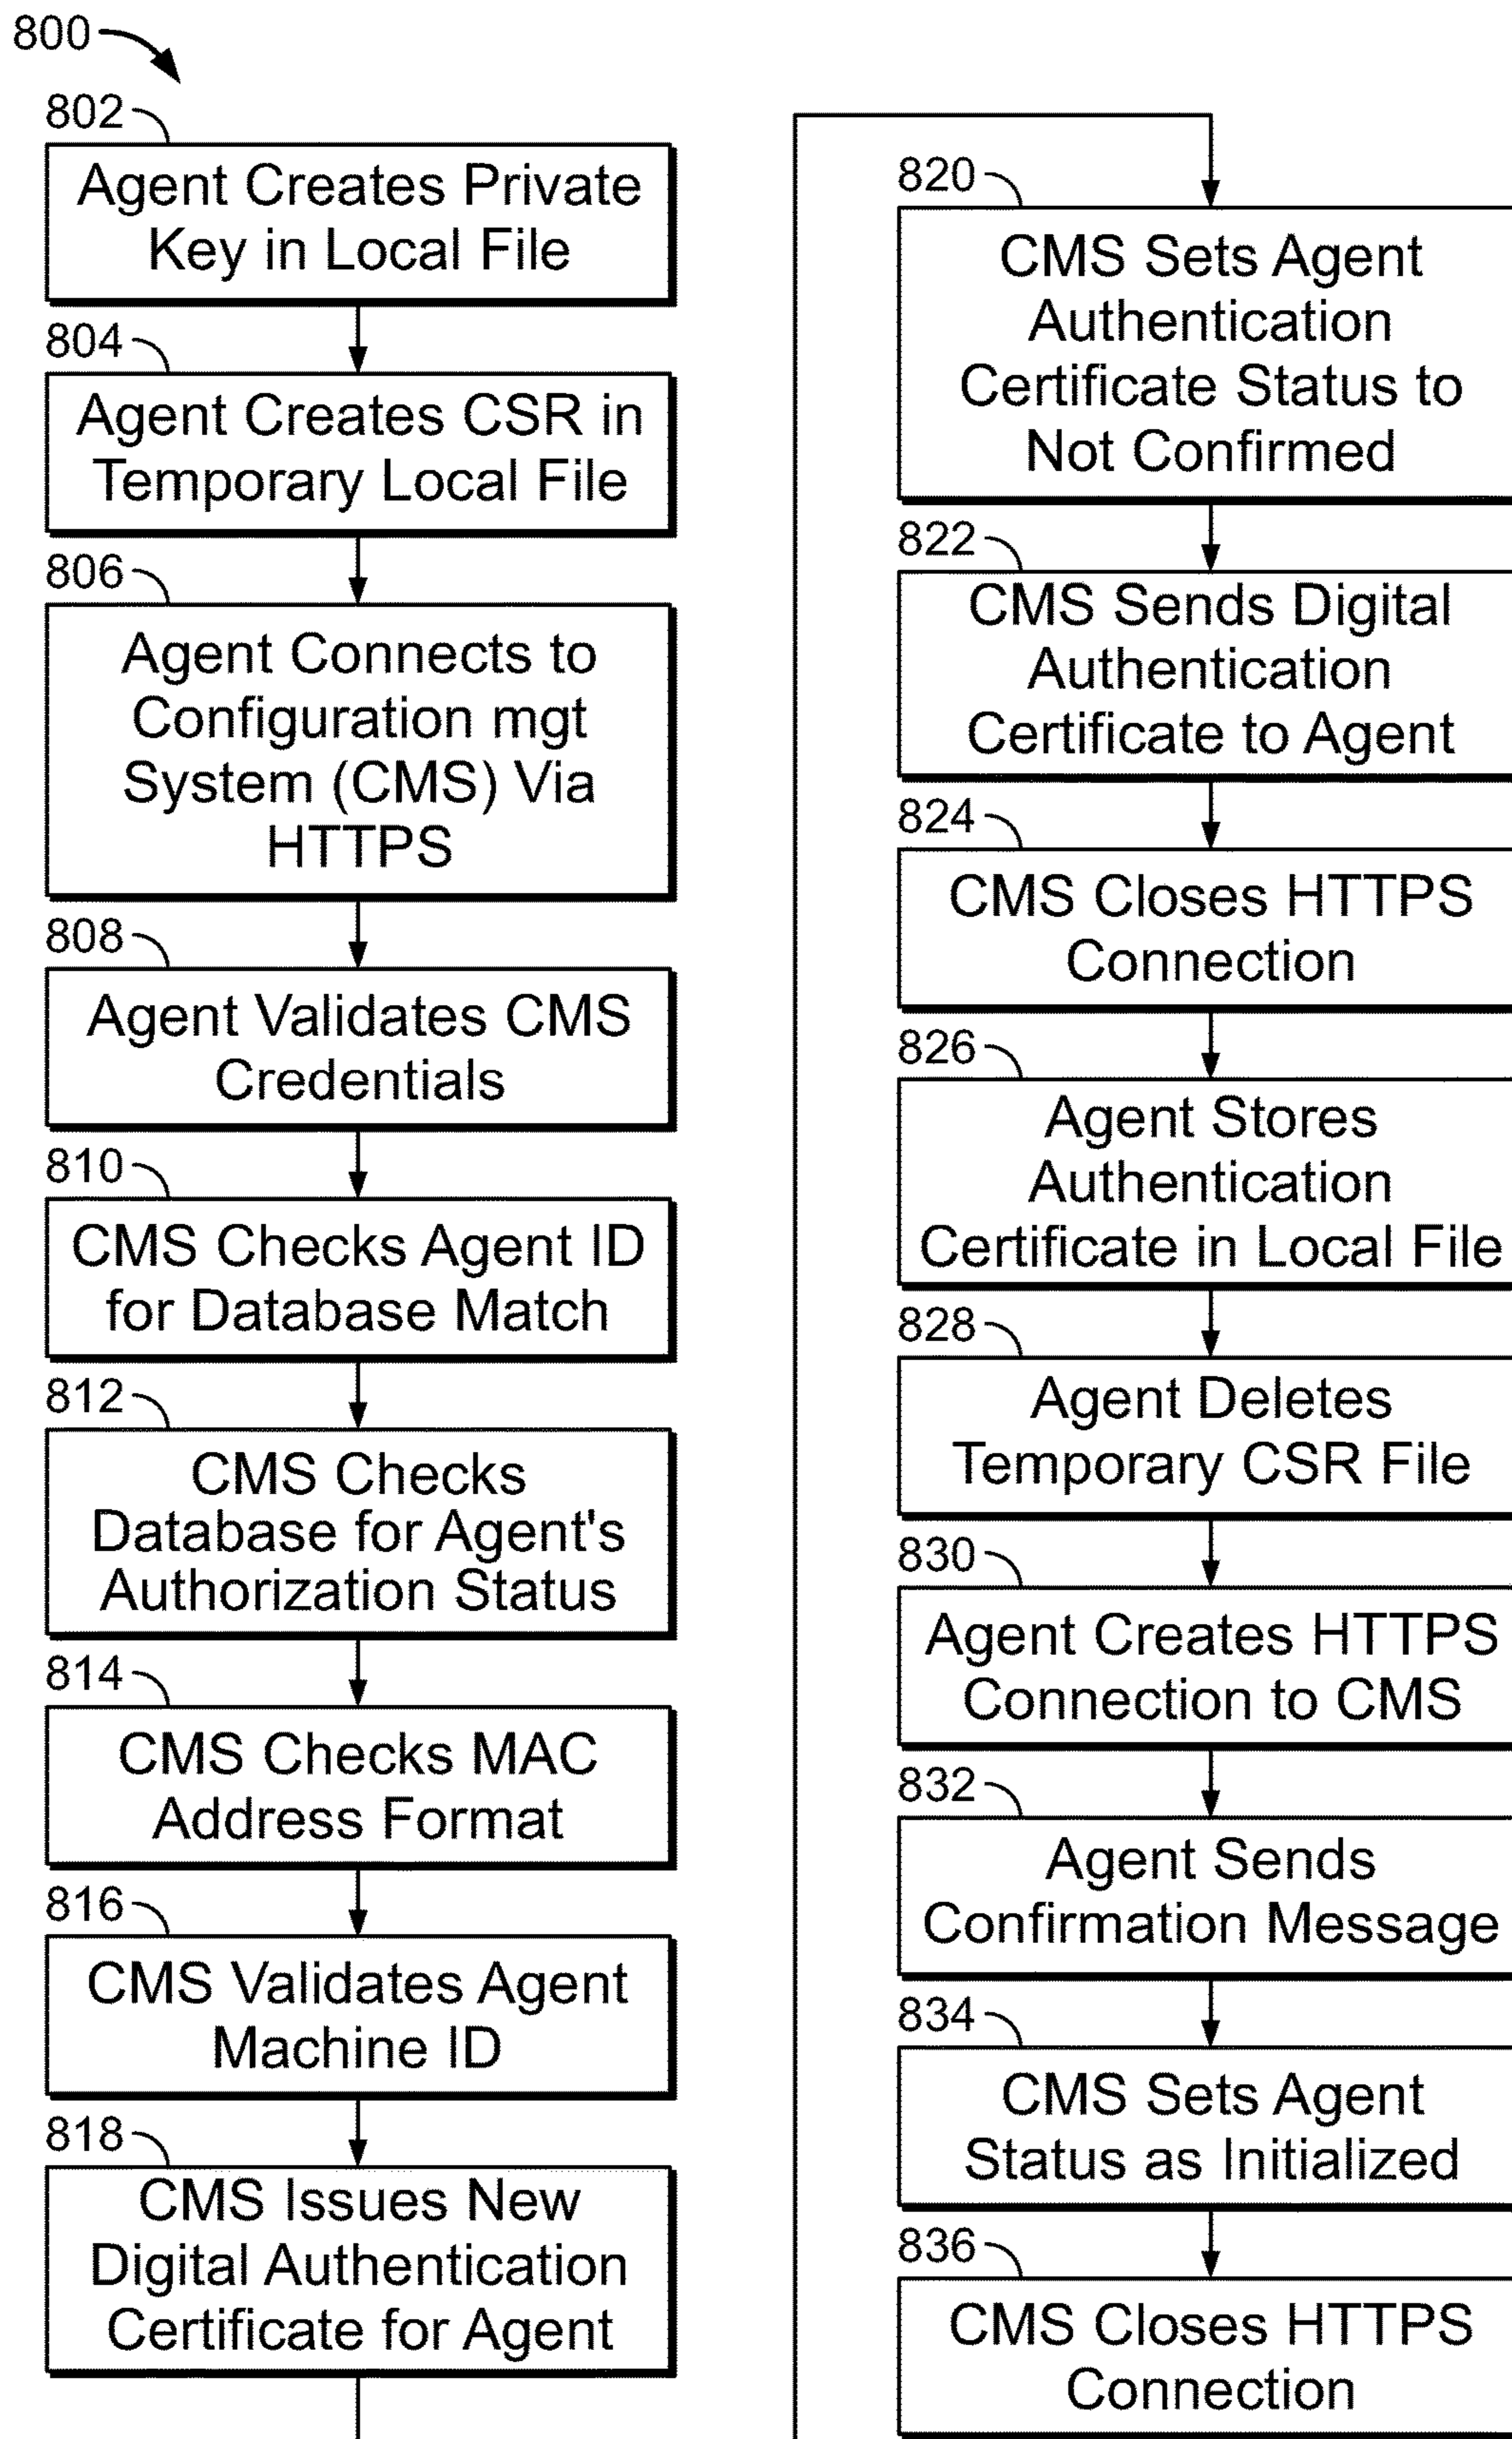 800
802
Agent Creates Private
Key in Local File
804
Agent Creates CSR in
Temporary Local File
806
Agent Connects to
Configuration mgt
System (CMS) Via
HTTPS
808
Agent Validates CMS
Credentials
810
CMS Checks Agent ID
for Database Match
812
CMS Checks
Database for Agent's
Authorization Status
814
CMS Checks MAC
Address Format
816
CMS Validates Agent
Machine ID
818
CMS Issues New
Digital Authentication
Certificate for Agent
820
CMS Sets Agent
Authentication
Certificate Status to
Not Confirmed
822
CMS Sends Digital
Authentication
Certificate to Agent
824
CMS Closes HTTPS
Connection
826
Agent Stores
Authentication
Certificate in Local File
828
Agent Deletes
Temporary CSR File
830
Agent Creates HTTPS
Connection to CMS
832
Agent Sends
Confirmation Message
834
CMS Sets Agent
Status as Initialized
836
CMS Closes HTTPS
Connection